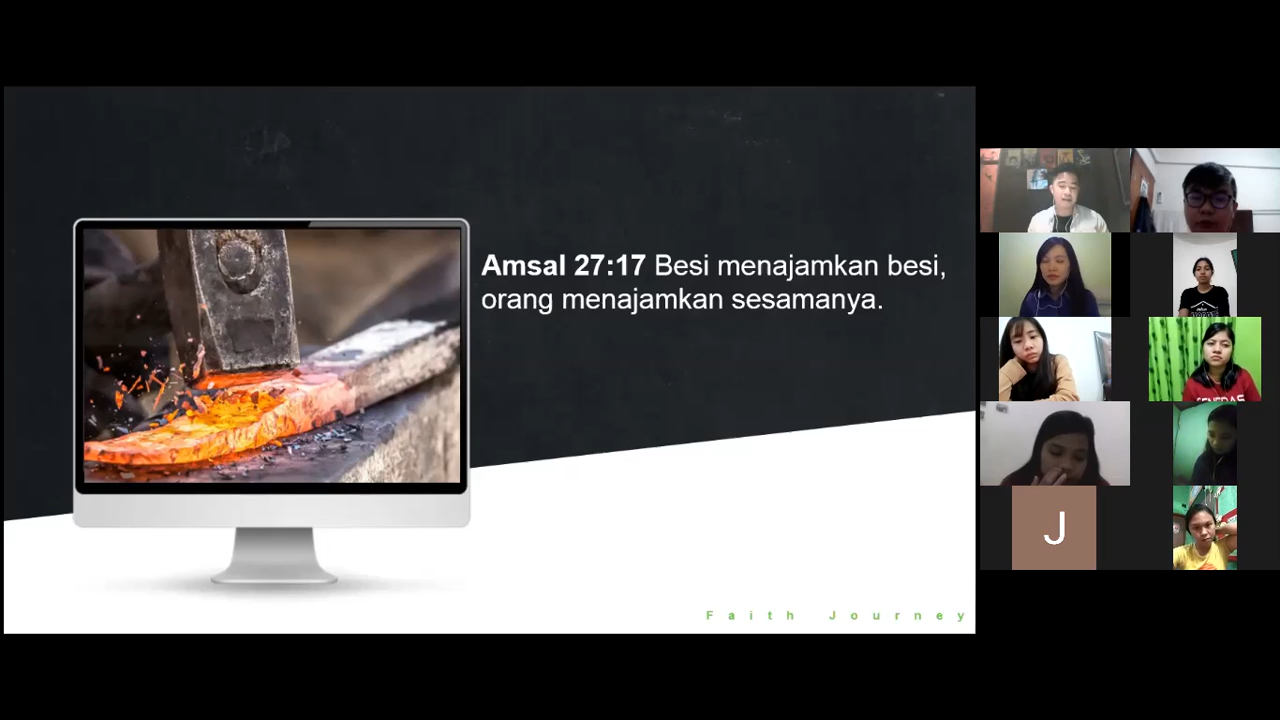 Amsal 27:17 Besi menajamkan besi,
orang menajamkan sesamanya.
Faith Journey
J